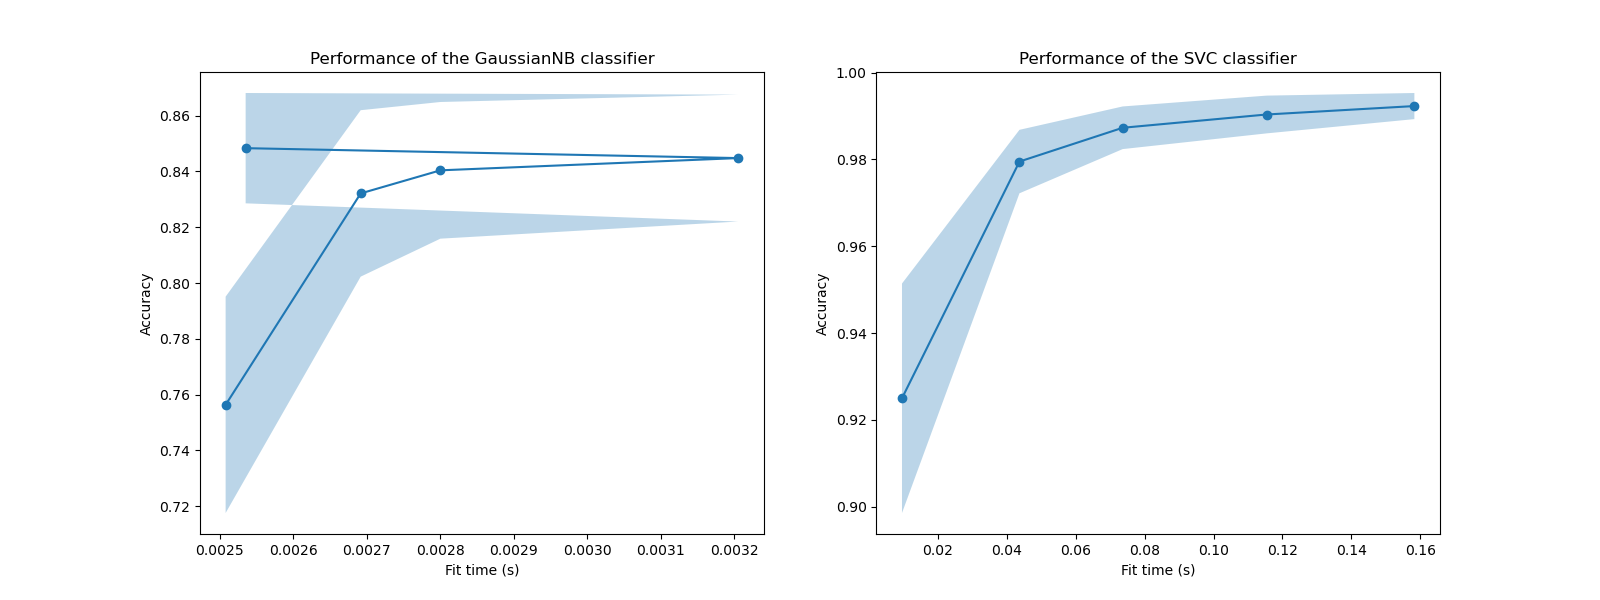 Performance of the GaussianNB classifier
0.86
0.84
0.82
0.80
0.78
0.76
0.74
0.72
Accuracy
0.0025 0.0026 0.0027 0.0028 0.0029 0.0030 0.0031 0.0032
Fit time (s)
Performance of the SVC classifier
1.00
0.98
0.96
0.94
0.92
0.90
Accuracy
0.02 0.04 0.06 0.08 0.10 0.12 0.14 0.16
Fit time (s)